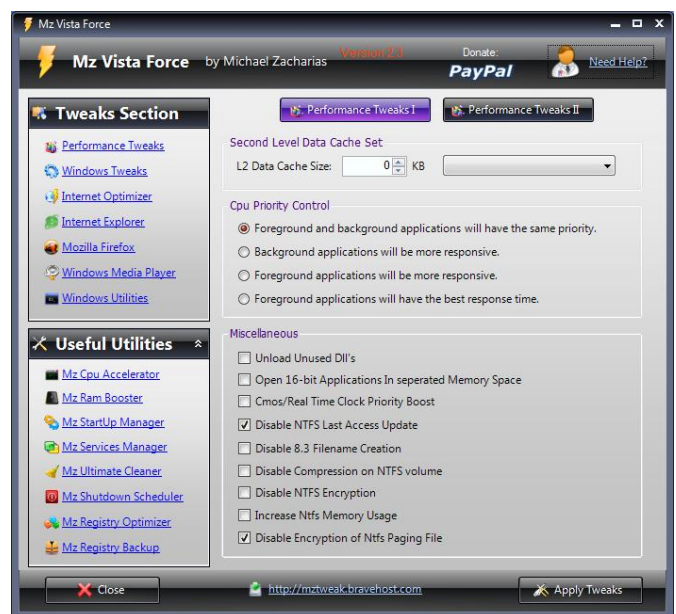 Mz Vista Force
Mz Vista Force by Michael Zacharias
Version 2.1
Donate:
PayPal
Need Help?
Tweaks Section
Performance Tweaks
Windows Tweaks
Internet Optimizer
Internet Explorer
Mozilla Firefox
Windows Media Player
Windows Utilities
Useful Utilities
Mz Cpu Accelerator
Mz Ram Booster
Mz StartUp Manager
Mz Services Manager
Mz Ultimate Cleaner
Mz Shutdown Scheduler
Mz Registry Optimizer
Mz Registry Backup
Performance Tweaks I
Performance Tweaks II
Second Level Data Cache Set
L2 Data Cache Size: 0 KB
Cpu Priority Control
Foreground and background applications will have the same priority.
Background applications will be more responsive.
Foreground applications will be more responsive.
Foreground applications will have the best response time.
Miscellaneous
Unload Unused Dll's
Open 16-bit Applications In seperated Memory Space
Cmos/Real Time Clock Priority Boost
Disable NTFS Last Access Update
Disable 8.3 Filename Creation
Disable Compression on NTFS volume
Disable NTFS Encryption
Increase Ntfs Memory Usage
Disable Encryption of Ntfs Paging File
Close
http://mztweak.bravehost.com
Apply Tweaks